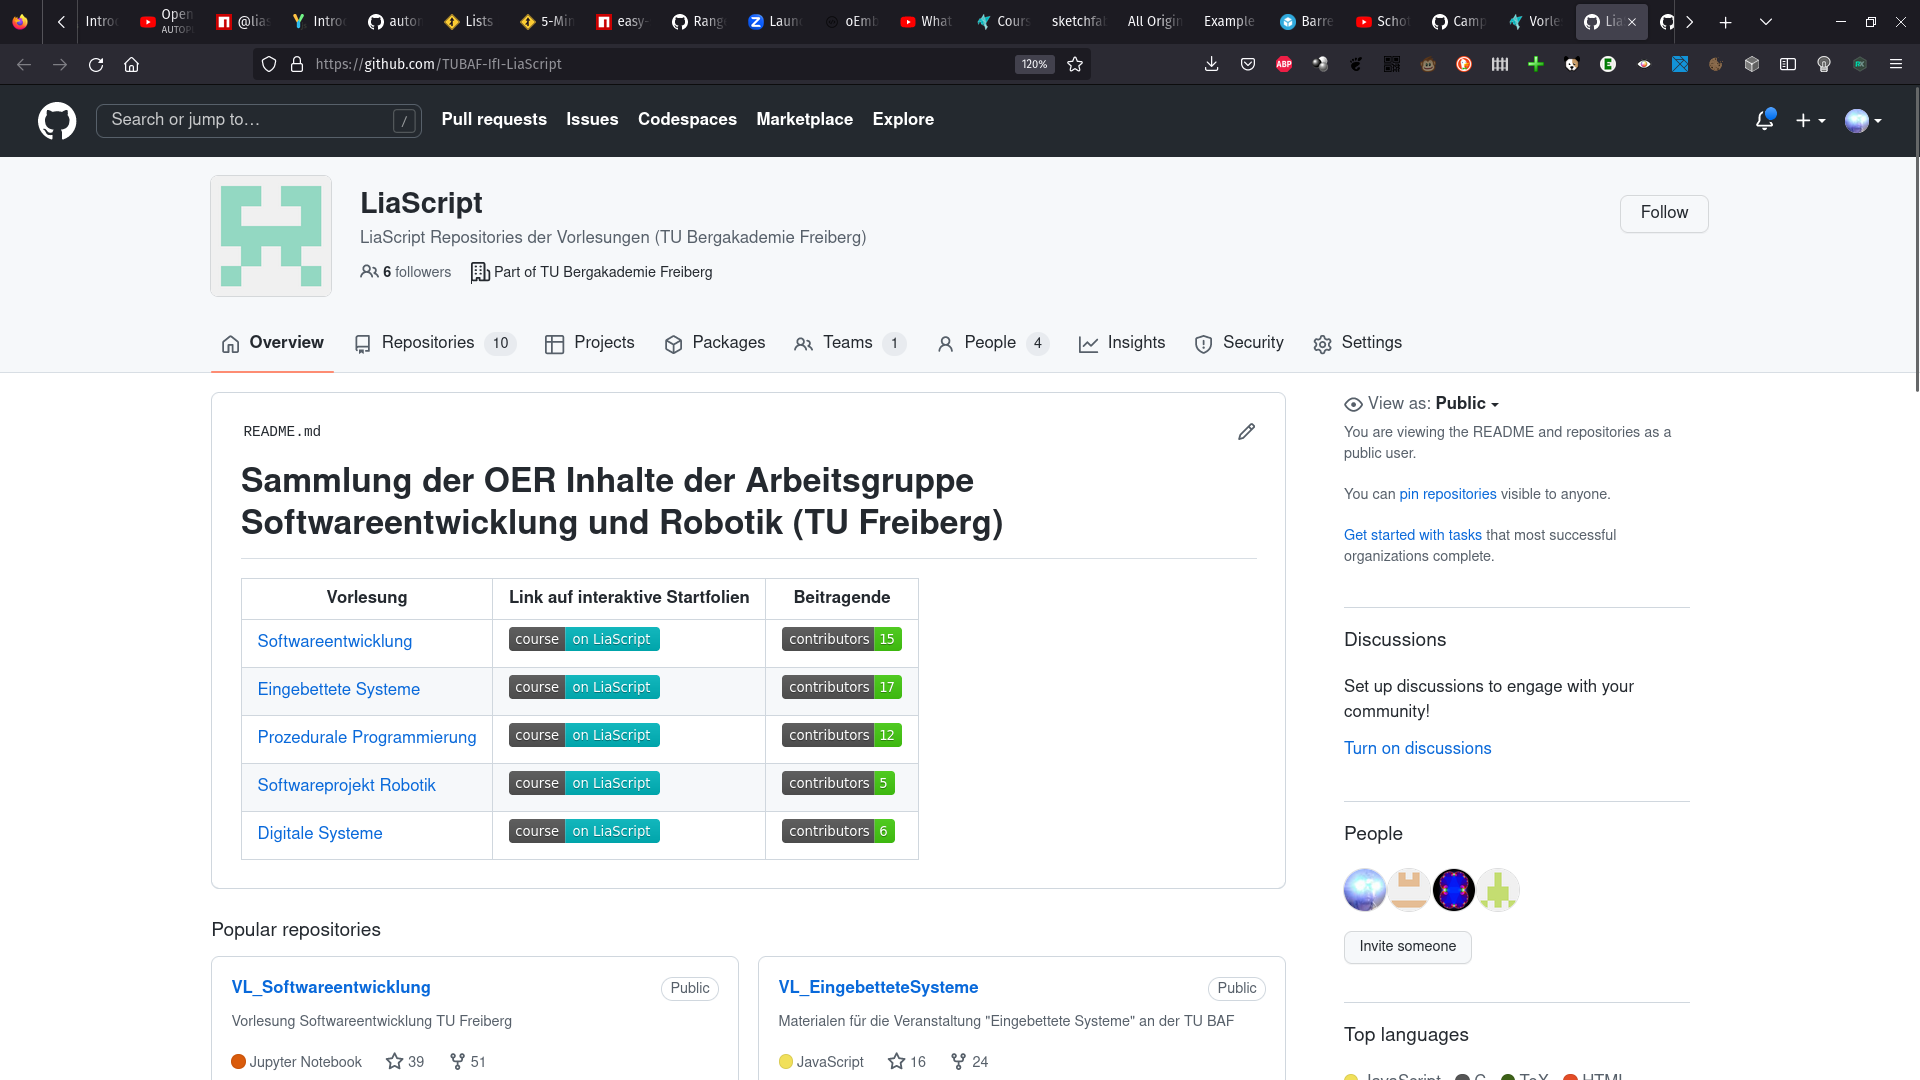 Intro
Open
AUTOPL
@lias
Intro
auton
Lists
5-Min
easy-
Rang
Laun
oEmb
What
Cours
sketchfab
All Origin
Example
Barre
Schot
Camp
Vorle
Lia
https://github.com/TUBAF-IfI-LiaScript
120%
Search or jump to…
/
Pull requests
Issues
Codespaces
Marketplace
Explore
LiaScript
LiaScript Repositories der Vorlesungen (TU Bergakademie Freiberg)
6 followers
Part of TU Bergakademie Freiberg
Follow
Overview
Repositories 10
Projects
Packages
Teams 1
People 4
Insights
Security
Settings
README.md
Sammlung der OER Inhalte der Arbeitsgruppe
Softwareentwicklung und Robotik (TU Freiberg)
Vorlesung Link auf interaktive Startfolien Beitragende
Softwareentwicklung course on LiaScript contributors 15
Eingebettete Systeme course on LiaScript contributors 17
Prozedurale Programmierung course on LiaScript contributors 12
Softwareprojekt Robotik course on LiaScript contributors 5
Digitale Systeme course on LiaScript contributors 6
Popular repositories
VL_Softwareentwicklung Public
Vorlesung Softwareentwicklung TU Freiberg
Jupyter Notebook 39 51
VL_EingebetteteSysteme Public
Materialen für die Veranstaltung "Eingebettete Systeme" an der TU BAF
JavaScript 16 24
View as: Public
You are viewing the README and repositories as a
public user.
You can pin repositories visible to anyone.
Get started with tasks that most successful
organizations complete.
Discussions
Set up discussions to engage with your
community!
Turn on discussions
People
Invite someone
Top languages
JavaScript C TeX HTML